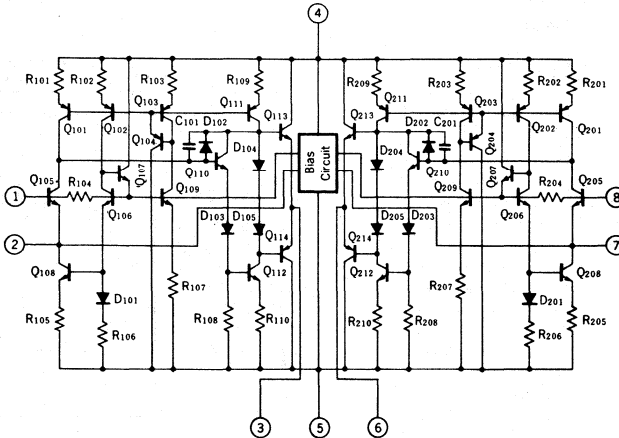 4
R101 R102 R103 R109 R209 R203 R202 R201
Q103 D102 Q111 Q211 D202 Q203
C101 Q113 Q213 C201
Q101 Q102 Q104 D104 Bias Circuit D204 Q204 Q202 Q201
Q110 Q210
Q107 Q207
Q105 R104 Q109 Q209 R204 Q205
1 8
Q106 D103 D105 D205 D203 Q206
2 Q114 Q214 7
Q108 Q112 Q212 Q208
D101 R107 R207 D201
R105 R106 R108 R110 R210 R208 R206 R205
3 5 6